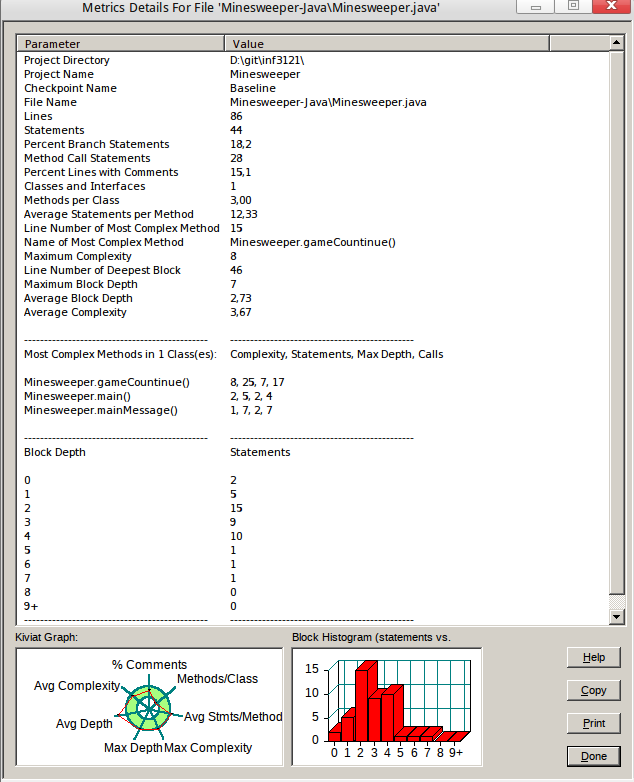 Metrics Details For File 'Minesweeper-Java\Minesweeper.java'
Parameter Value
Project Directory D:\git\inf3121\
Project Name Minesweeper
Checkpoint Name Baseline
File Name Minesweeper-Java\Minesweeper.java
Lines 86
Statements 44
Percent Branch Statements 18,2
Method Call Statements 28
Percent Lines with Comments 15,1
Classes and Interfaces 1
Methods per Class 3,00
Average Statements per Method 12,33
Line Number of Most Complex Method 15
Name of Most Complex Method Minesweeper.gameCountinue()
Maximum Complexity 8
Line Number of Deepest Block 46
Maximum Block Depth 7
Average Block Depth 2,73
Average Complexity 3,67
---------------------------------------------- ----------------------------------------------
Most Complex Methods in 1 Class(es): Complexity, Statements, Max Depth, Calls
Minesweeper.gameCountinue() 8, 25, 7, 17
Minesweeper.main() 2, 5, 2, 4
Minesweeper.mainMessage() 1, 7, 2, 7
---------------------------------------------- ----------------------------------------------
Block Depth Statements
0 2
1 5
2 15
3 9
4 10
5 1
6 1
7 1
8 0
9+ 0
---------------------------------------------- ----------------------------------------------
Kiviat Graph:
% Comments
Methods/Class
Avg Complexity
Avg Depth
Avg Stmts/Method
Max Depth
Max Complexity
Block Histogram (statements vs.
15
10
5
0
0 1 2 3 4 5 6 7 8 9+
Help
Copy
Print
Done